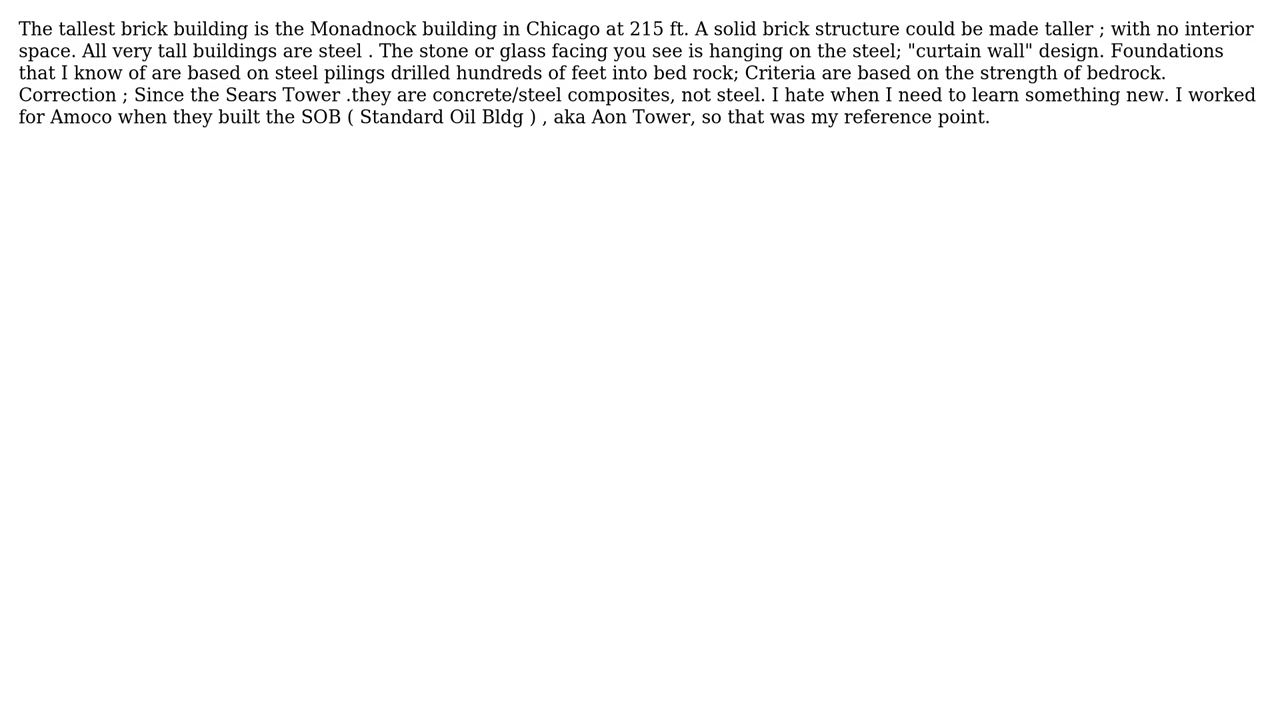 The tallest brick building is the Monadnock building in Chicago at 215 ft. A solid brick structure could be made taller ; with no interior
space. All very tall buildings are steel . The stone or glass facing you see is hanging on the steel; "curtain wall" design. Foundations
that I know of are based on steel pilings drilled hundreds of feet into bed rock; Criteria are based on the strength of bedrock.
Correction ; Since the Sears Tower .they are concrete/steel composites, not steel. I hate when I need to learn something new. I worked
for Amoco when they built the SOB ( Standard Oil Bldg ) , aka Aon Tower, so that was my reference point.